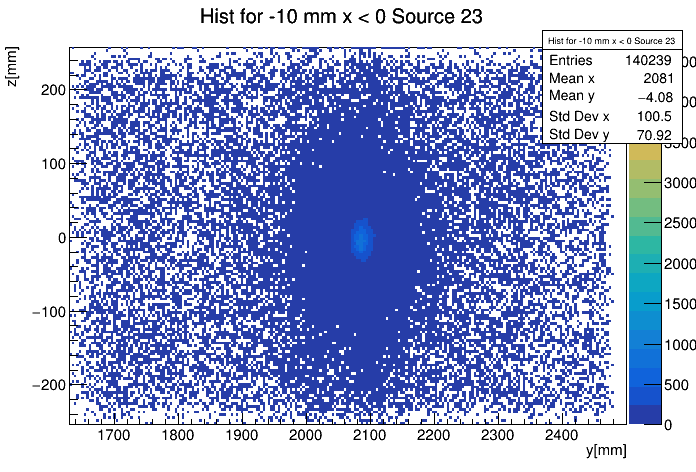 Hist for -10 mm x < 0 Source 23
Hist for -10 mm x < 0 Source 23
Entries 140239
Mean x 2081
Mean y −4.08
Std Dev x 100.5
Std Dev y 70.92
z[mm]
200
100
0
−100
−200
1700 1800 1900 2000 2100 2200 2300 2400
y[mm]
3000
2500
2000
1500
1000
500
0